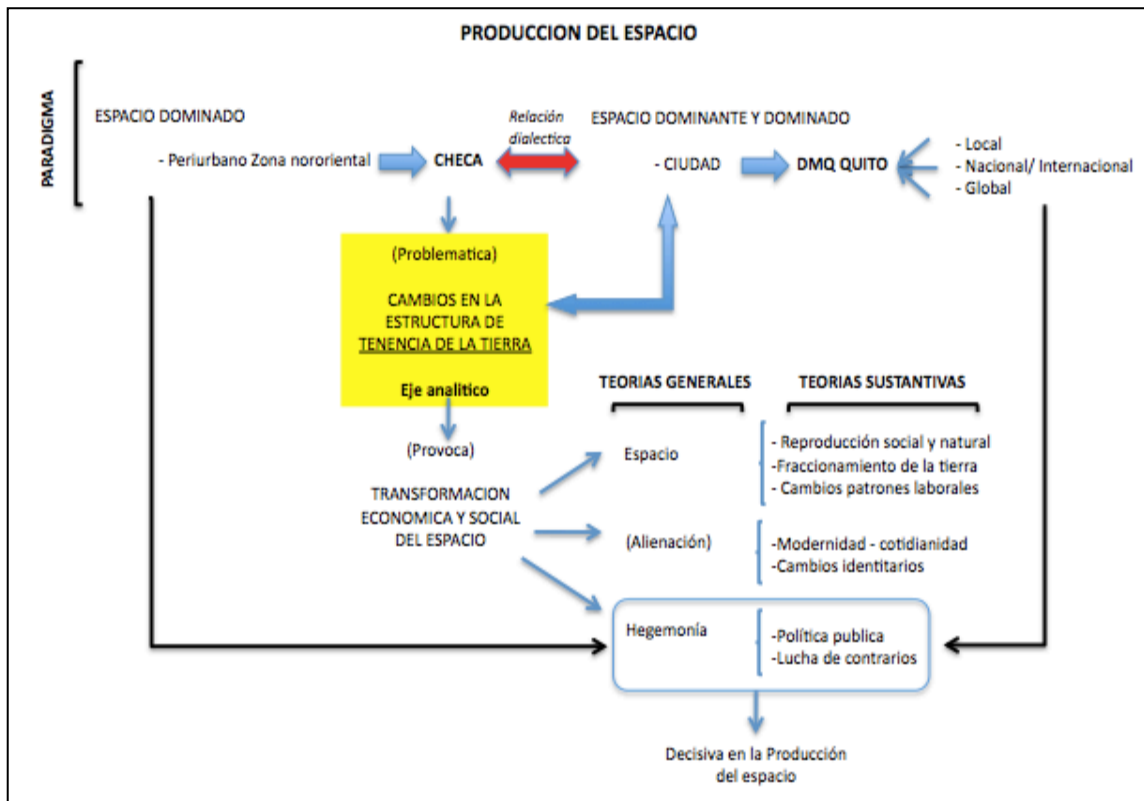 PRODUCCION DEL ESPACIO
PARADIGMA
ESPACIO DOMINADO
Relación
dialectica
ESPACIO DOMINANTE Y DOMINADO
- Periurbano Zona nororiental
CHECA
- CIUDAD
DMQ QUITO
- Local
- Nacional/ Internacional
- Global
(Problematica)
CAMBIOS EN LA
ESTRUCTURA DE
TENENCIA DE LA TIERRA
Eje analitico
(Provoca)
TRANSFORMACION
ECONOMICA Y SOCIAL
DEL ESPACIO
TEORIAS GENERALES
TEORIAS SUSTANTIVAS
Espacio
- Reproducción social y natural
-Fraccionamiento de la tierra
- Cambios patrones laborales
(Alienación)
-Modernidad - cotidianidad
-Cambios identitarios
Hegemonía
-Política publica
-Lucha de contrarios
Decisiva en la Producción
del espacio